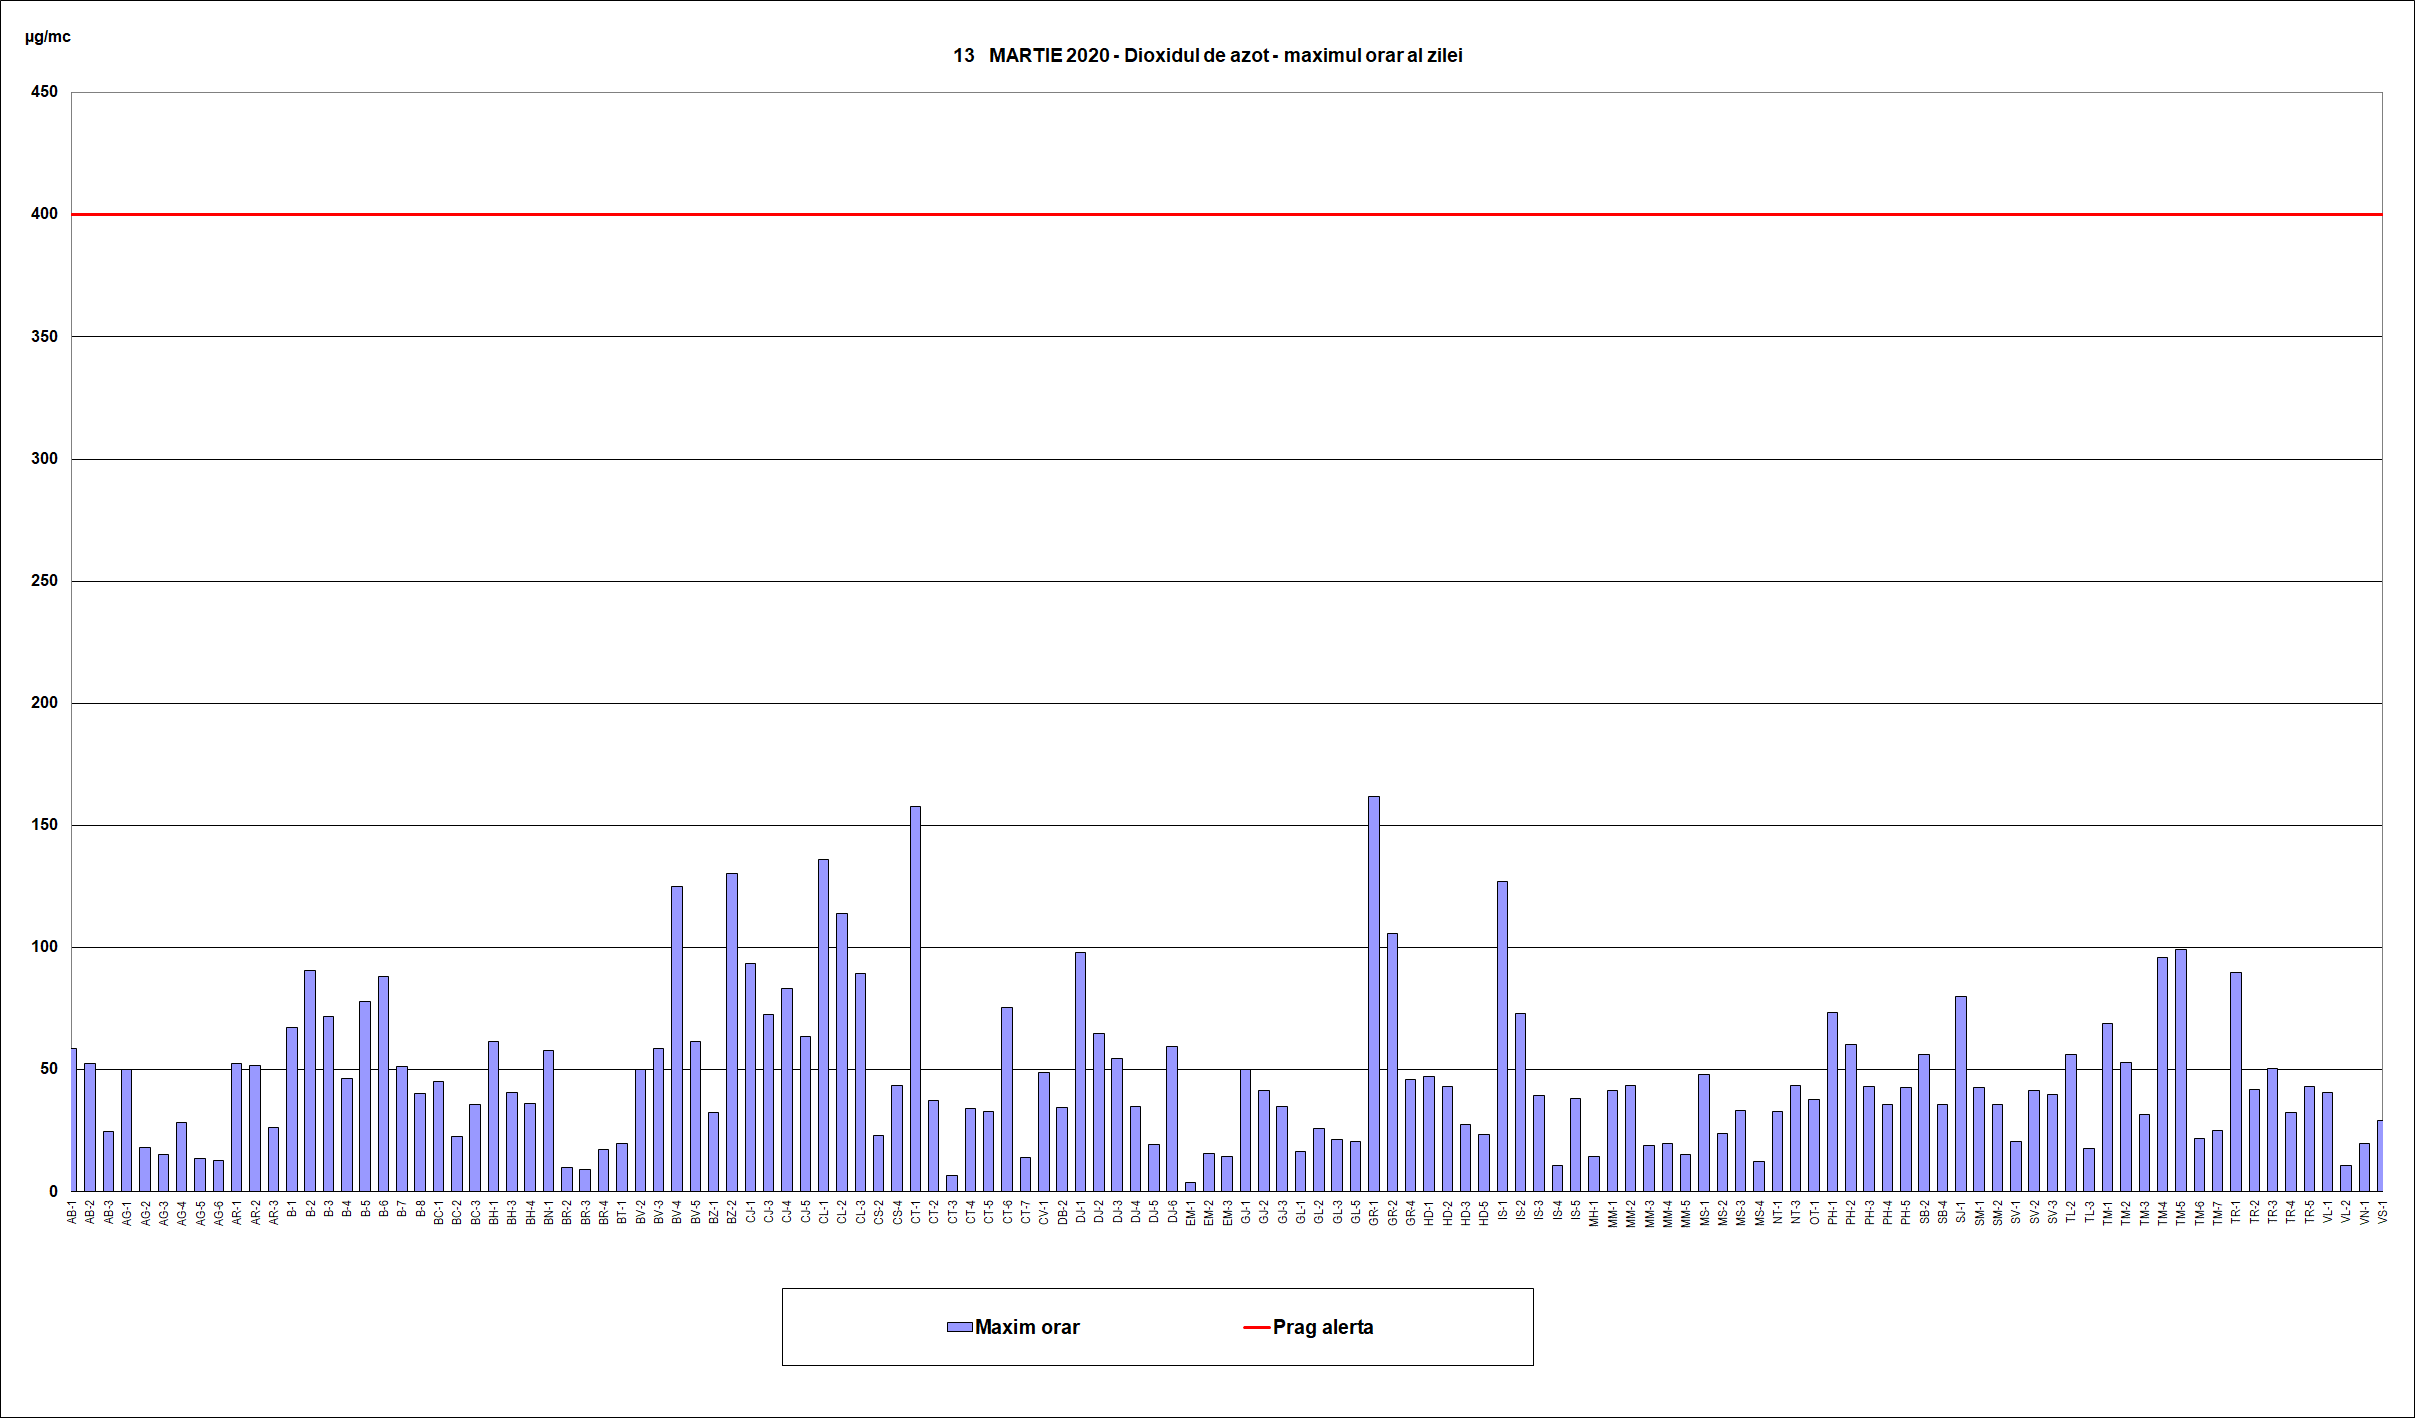 µg/mc
13 MARTIE 2020 - Dioxidul de azot - maximul orar al zilei
450
400
350
300
250
200
150
100
50
0
AB-1 AB-2 AB-3 AG-1 AG-2 AG-3 AG-4 AG-5 AG-6 AR-1 AR-2 AR-3 B-1 B-2 B-3 B-4 B-5 B-6 B-7 B-8 BC-1 BC-2 BC-3 BH-1 BH-3 BH-4 BN-1 BR-2 BR-3 BR-4 BT-1 BV-2 BV-3 BV-4 BV-5 BZ-1 BZ-2 CJ-1 CJ-3 CJ-4 CJ-5 CL-1 CL-2 CL-3 CS-2 CS-4 CT-1 CT-2 CT-3 CT-4 CT-5 CT-6 CT-7 CV-1 DB-2 DJ-1 DJ-2 DJ-3 DJ-4 DJ-5 DJ-6 EM-1 EM-2 EM-3 GJ-1 GJ-2 GJ-3 GL-1 GL-2 GL-3 GL-5 GR-1 GR-2 GR-4 HD-1 HD-2 HD-3 HD-5 IS-1 IS-2 IS-3 IS-4 IS-5 MH-1 MM-1 MM-2 MM-3 MM-4 MM-5 MS-1 MS-2 MS-3 MS-4 NT-1 NT-3 OT-1 PH-1 PH-2 PH-3 PH-4 PH-5 SB-2 SB-4 SJ-1 SM-1 SM-2 SV-1 SV-2 SV-3 TL-2 TL-3 TM-1 TM-2 TM-3 TM-4 TM-5 TM-6 TM-7 TR-1 TR-2 TR-3 TR-4 TR-5 VL-1 VL-2 VN-1 VS-1
Maxim orar Prag alerta